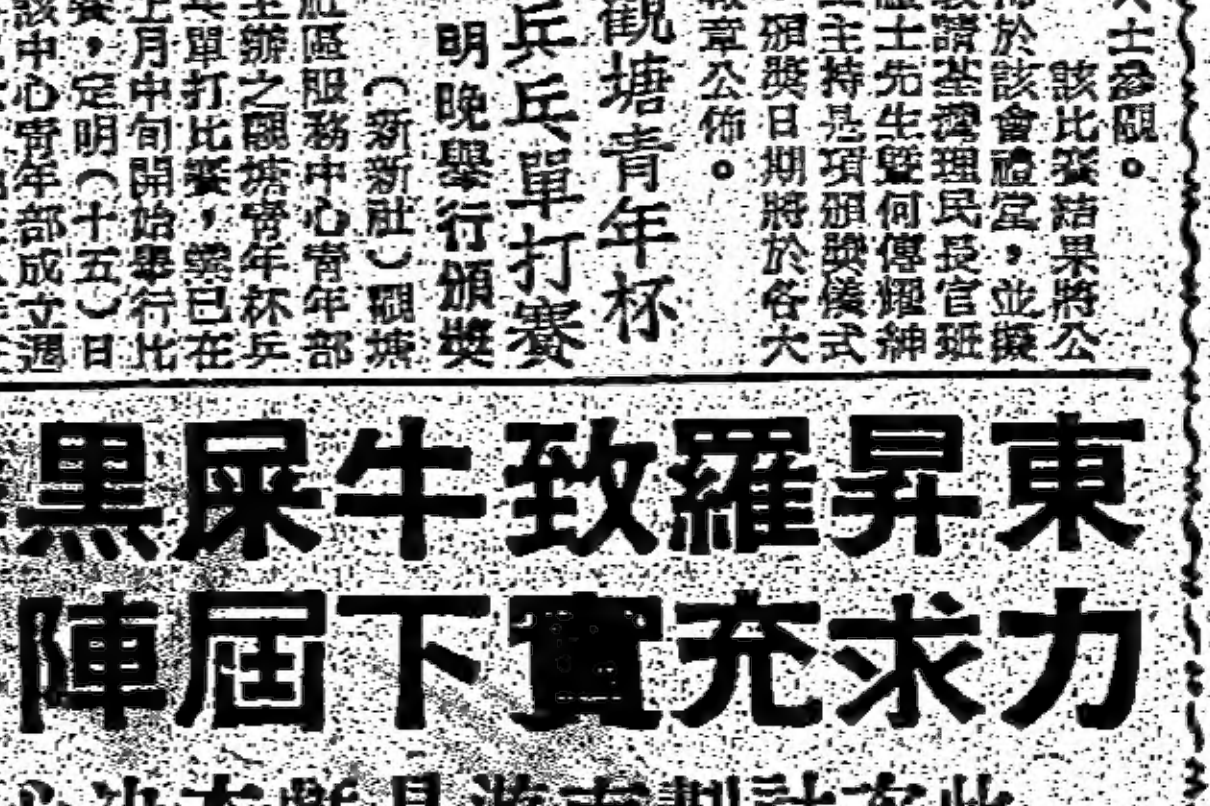 士參觀。
該比賽結果將公
佈於該會禮堂，並擬
敦請荃灣理民長官班
士先生暨何傳耀紳
主持是項頒獎儀式
頒獎日期將於各大
報章公佈。
觀塘青年杯
乒乓單打賽
明晚舉行頒獎
（新新社）觀塘
社區服務中心青年部
主辦之觀塘青年杯乒
乓單打比賽，業已在
上月中旬開始舉行比
賽，定明（十五）日
該中心青年部成立週
東昇羅致牛屎黑
力求充實下屆陣